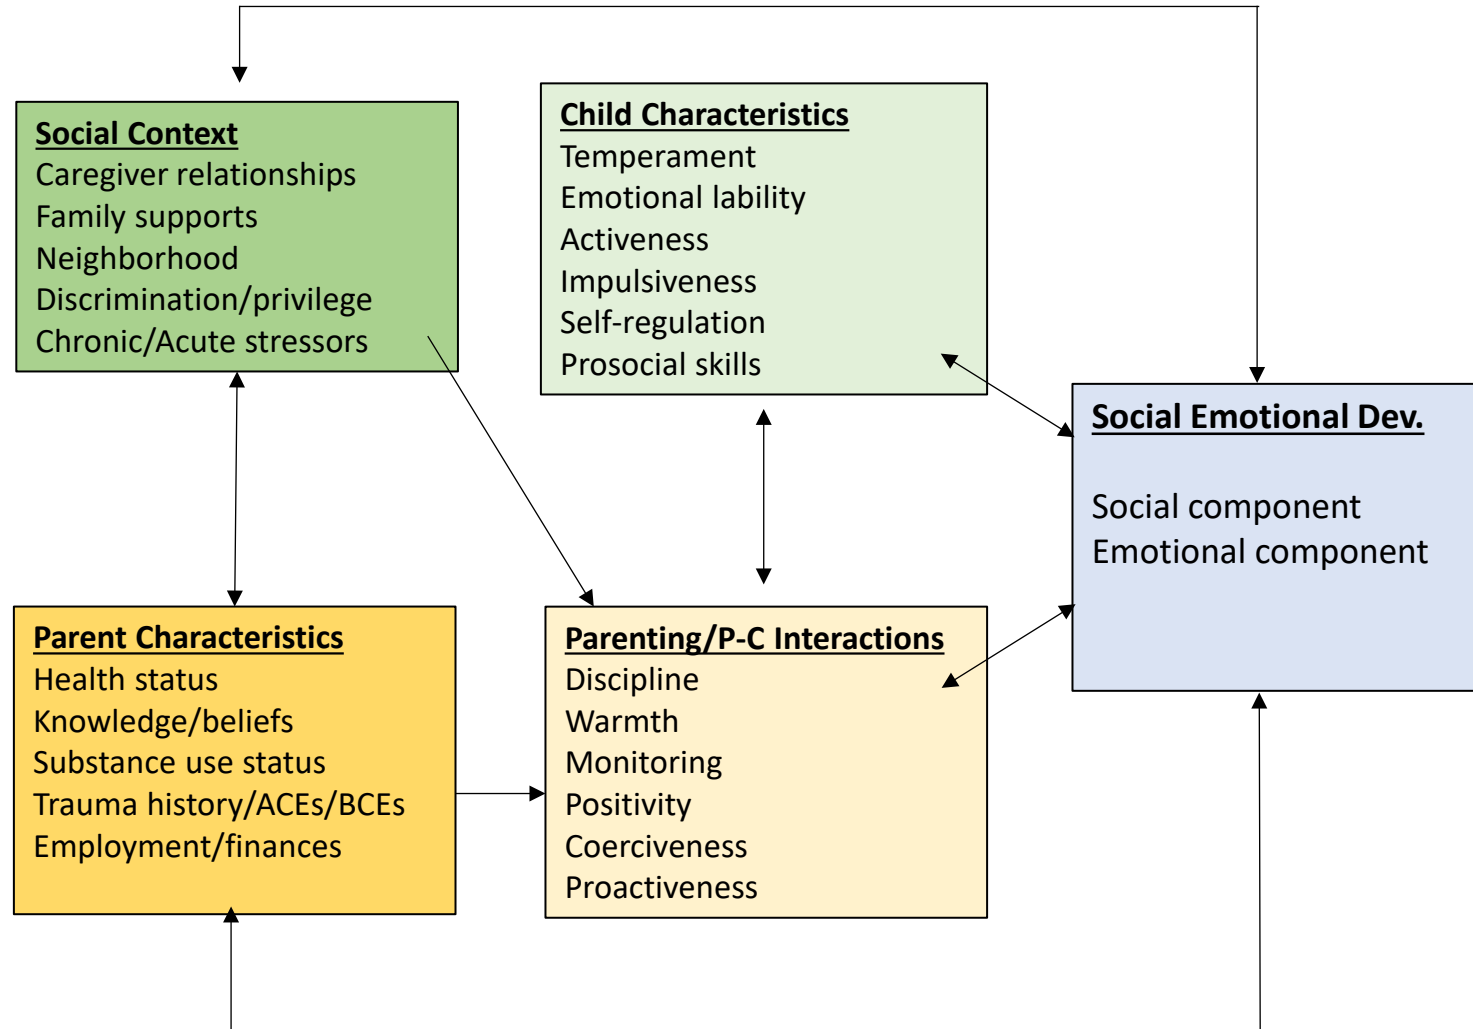 Social Context
Caregiver relationships
Family supports
Neighborhood
Discrimination/privilege
Chronic/Acute stressors
Child Characteristics
Temperament
Emotional lability
Activeness
Impulsiveness
Self-regulation
Prosocial skills
Social Emotional Dev.
Social component
Emotional component
Parent Characteristics
Health status
Knowledge/beliefs
Substance use status
Trauma history/ACEs/BCEs
Employment/finances
Parenting/P-C Interactions
Discipline
Warmth
Monitoring
Positivity
Coerciveness
Proactiveness